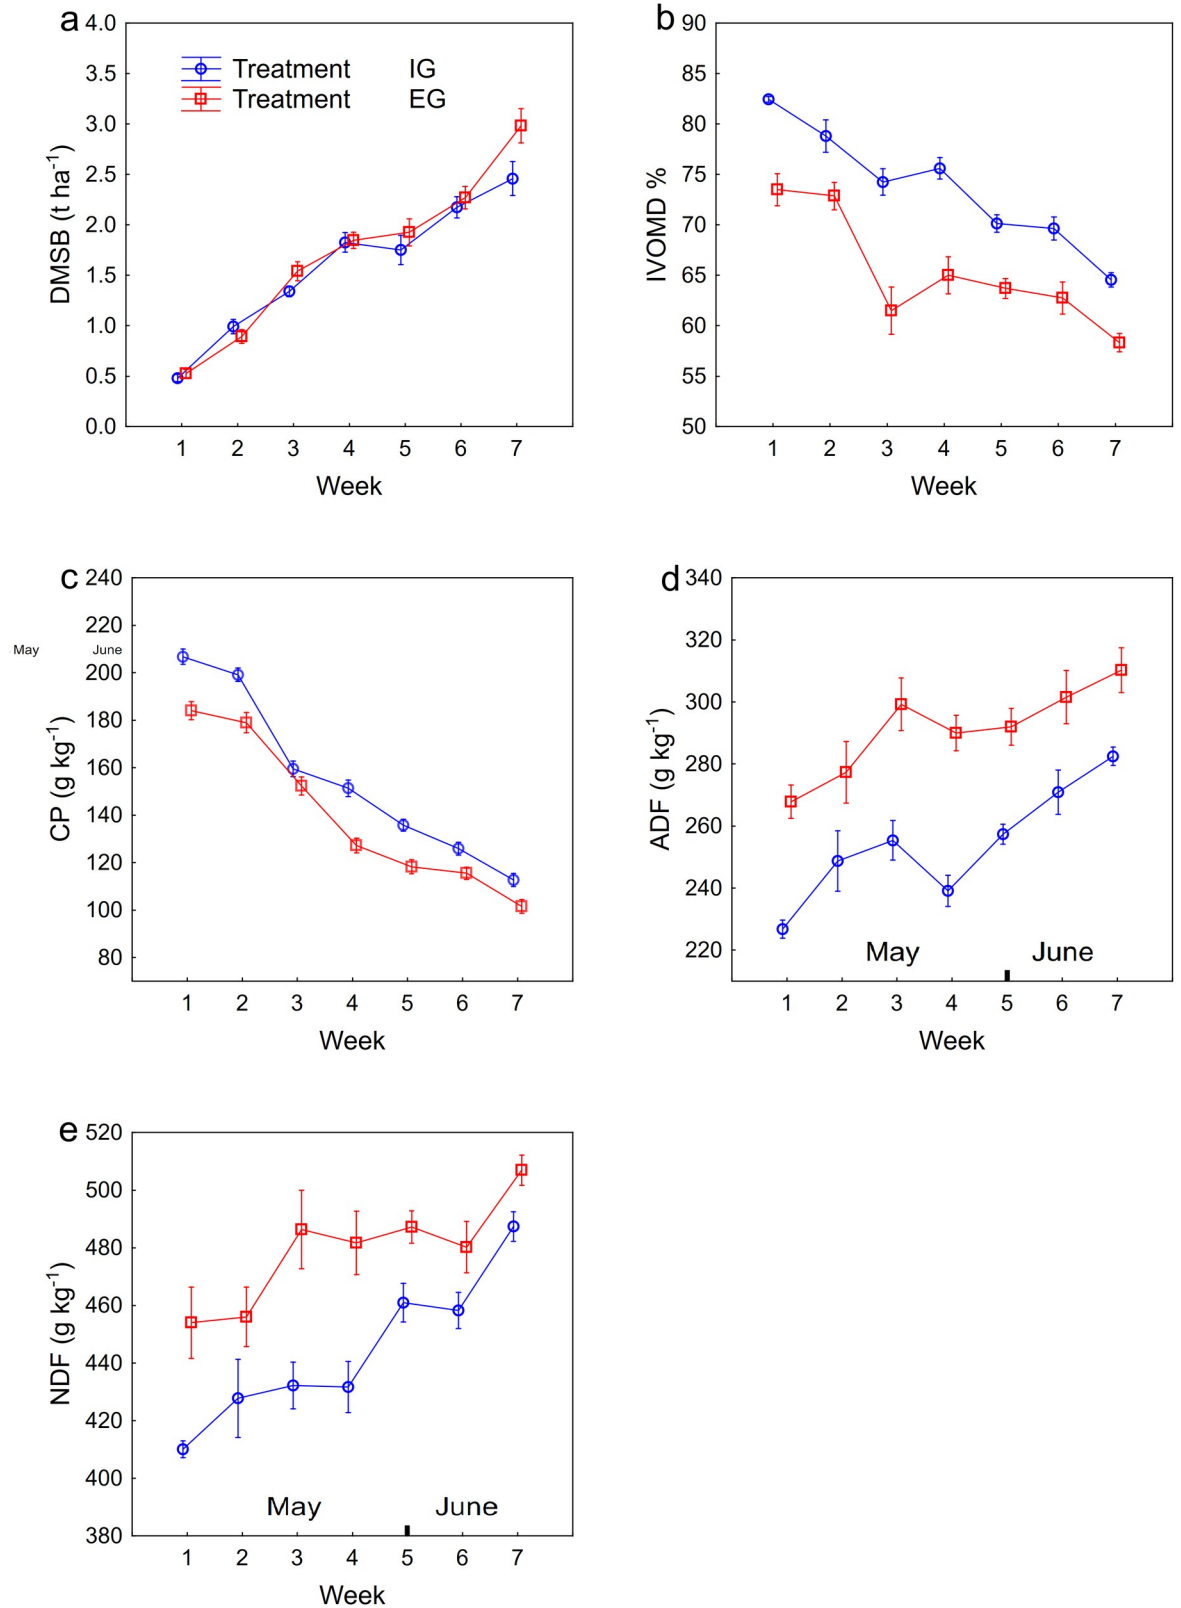 a
4.0
3.5
3.0
2.5
2.0
1.5
1.0
0.5
0.0
DMSB (t ha⁻¹)
Treatment IG
Treatment EG
1 2 3 4 5 6 7
Week
b
90
85
80
75
70
65
60
55
50
IVOMD %
1 2 3 4 5 6 7
Week
c
240
220
200
180
160
140
120
100
80
May June
CP (g kg⁻¹)
1 2 3 4 5 6 7
Week
d
340
320
300
280
260
240
220
ADF (g kg⁻¹)
May June
1 2 3 4 5 6 7
Week
e
520
500
480
460
440
420
400
380
NDF (g kg⁻¹)
May June
1 2 3 4 5 6 7
Week